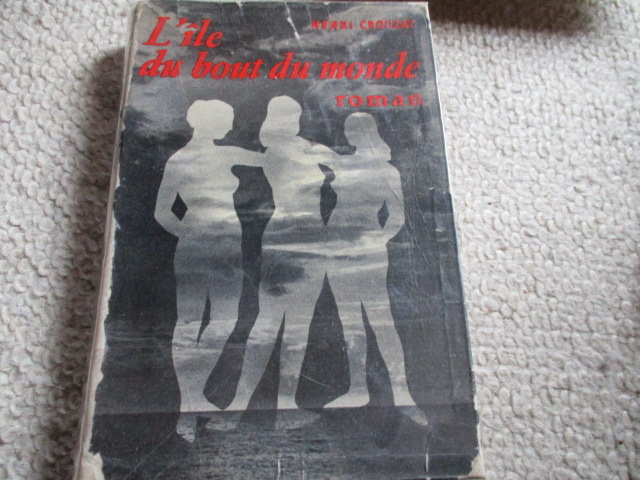 HENRI CROUZAT
L'île
du bout du monde
roman